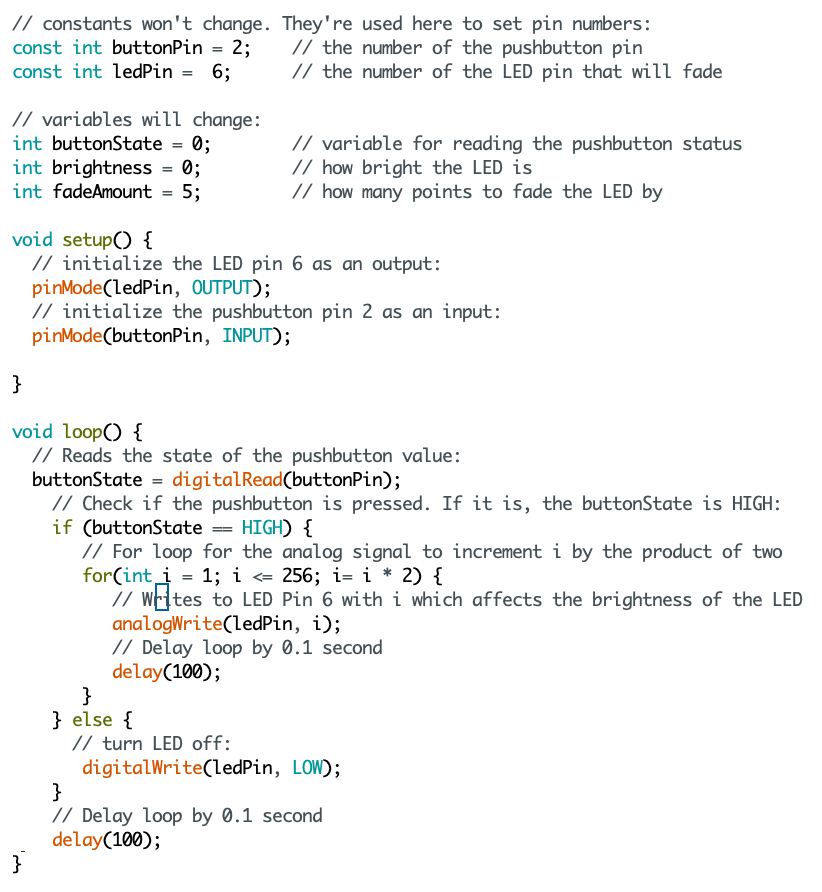 // constants won't change. They're used here to set pin numbers:
const int buttonPin = 2;    // the number of the pushbutton pin
const int ledPin =  6;      // the number of the LED pin that will fade

// variables will change:
int buttonState = 0;        // variable for reading the pushbutton status
int brightness = 0;         // how bright the LED is
int fadeAmount = 5;         // how many points to fade the LED by

void setup() {
  // initialize the LED pin 6 as an output:
  pinMode(ledPin, OUTPUT);
  // initialize the pushbutton pin 2 as an input:
  pinMode(buttonPin, INPUT);

}

void loop() {
  // Reads the state of the pushbutton value:
  buttonState = digitalRead(buttonPin);
    // Check if the pushbutton is pressed. If it is, the buttonState is HIGH:
    if (buttonState == HIGH) {
       // For loop for the analog signal to increment i by the product of two
       for(int i = 1; i <= 256; i= i * 2) {
          // Writes to LED Pin 6 with i which affects the brightness of the LED
          analogWrite(ledPin, i);
          // Delay loop by 0.1 second
          delay(100);
       }
    } else {
      // turn LED off:
       digitalWrite(ledPin, LOW);
    }
    // Delay loop by 0.1 second
    delay(100);
}